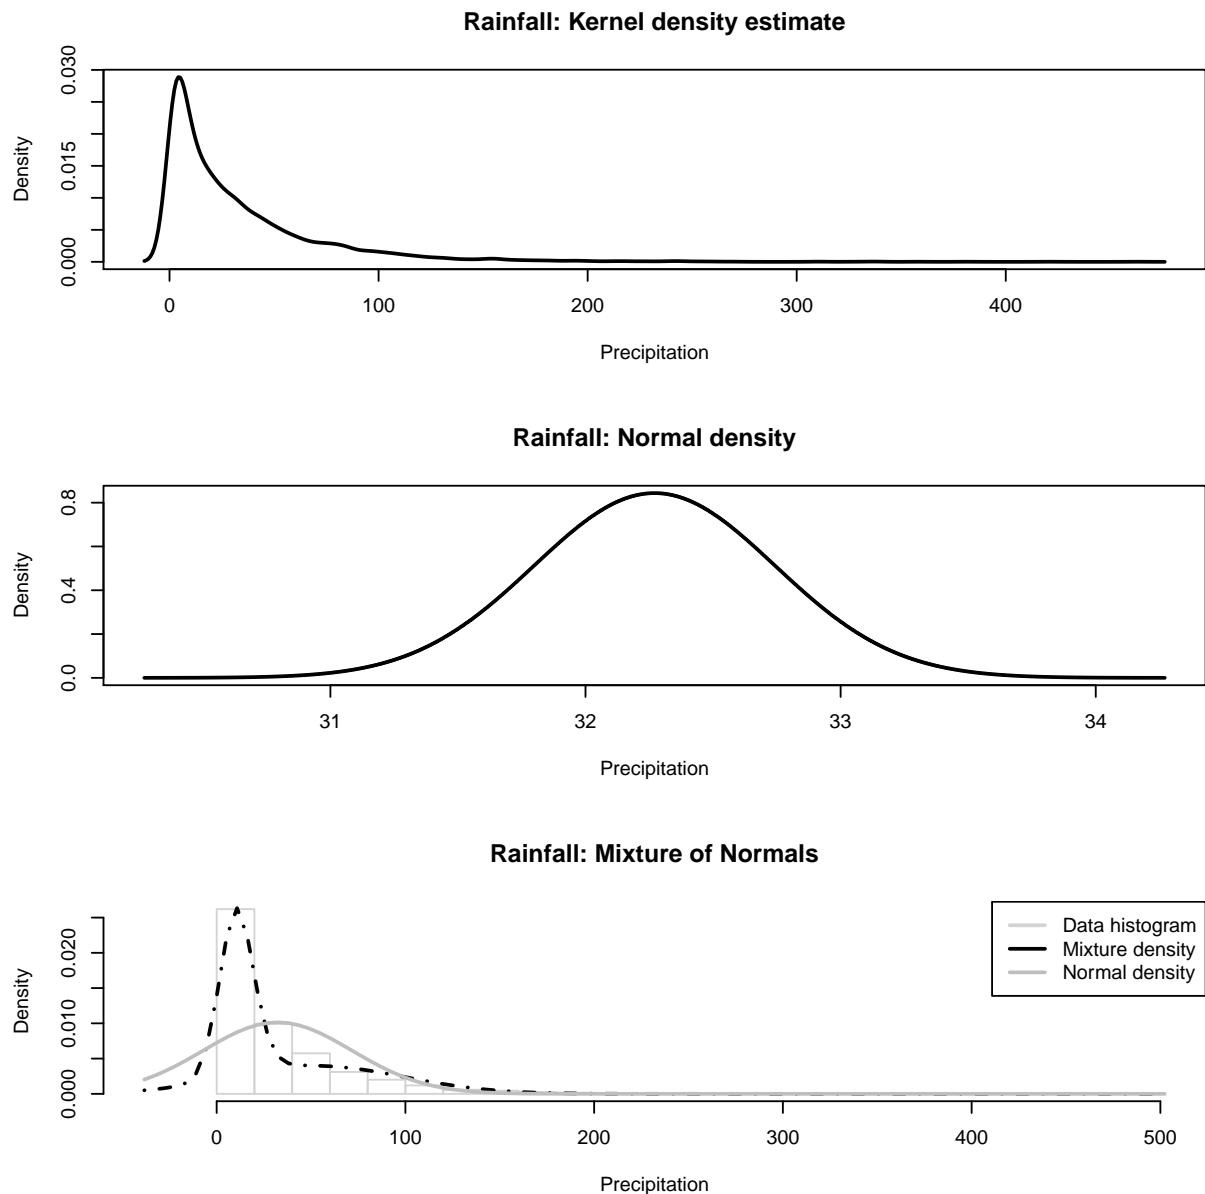 Rainfall: Kernel density estimate
Density
0.000
0.015
0.030
0
100
200
300
400
Precipitation
Rainfall: Normal density
Density
0.0
0.4
0.8
31
32
33
34
Precipitation
Rainfall: Mixture of Normals
Density
0.000
0.010
0.020
Data histogram
Mixture density
Normal density
0
100
200
300
400
500
Precipitation